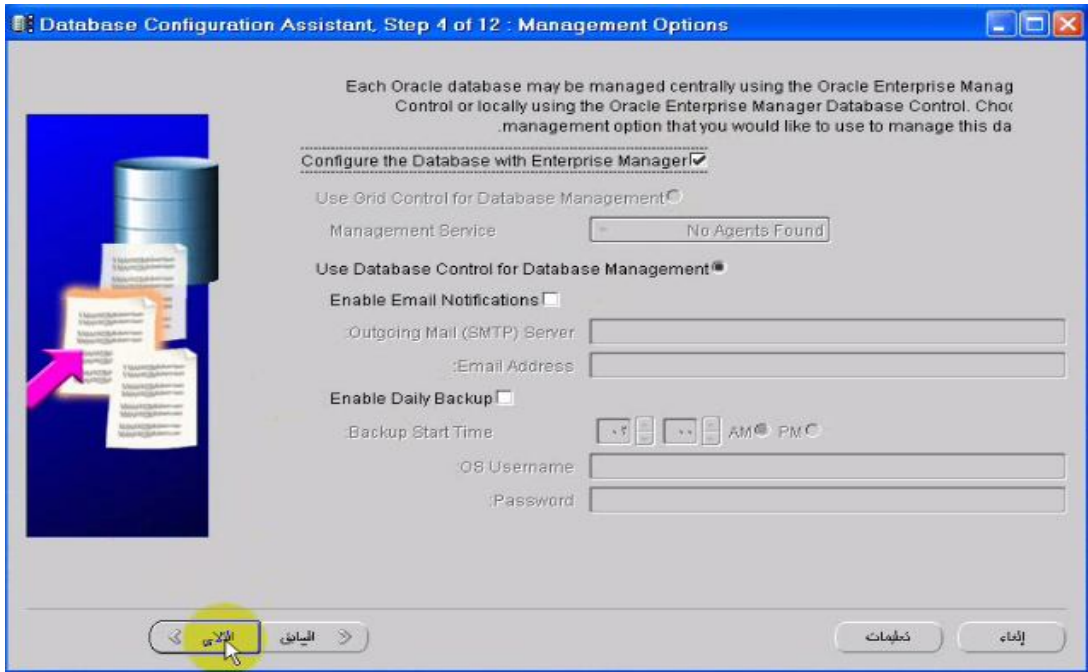 Database Configuration Assistant, Step 4 of 12 : Management Options
Each Oracle database may be managed centrally using the Oracle Enterprise Manag
Control or locally using the Oracle Enterprise Manager Database Control. Choo
.management option that you would like to use to manage this da
Configure the Database with Enterprise Manager
Use Grid Control for Database Management
Management Service No Agents Found
Use Database Control for Database Management
Enable Email Notifications
:Outgoing Mail (SMTP) Server
:Email Address
Enable Daily Backup
:Backup Start Time ٠٢ ٠٠ AM PM
:OS Username
:Password
إلغاء تعليمات السابق التالي